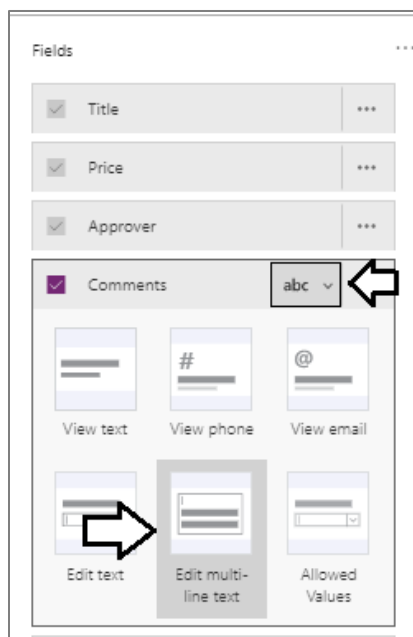 Fields
...
Title
...
Price
...
Approver
...
Comments abc
#
@
View text View phone View email
Edit text Edit multi- Allowed
line text Values